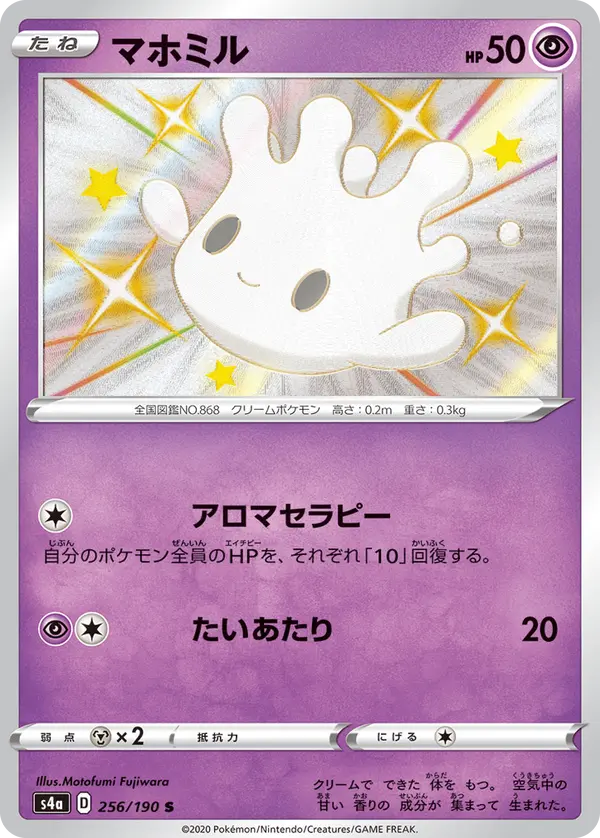 たね マホミル HP50
全国図鑑NO.868 クリームポケモン 高さ:0.2m 重さ:0.3kg
アロマセラピー
自分のポケモン全員のHPを、それぞれ「10」回復する。
たいあたり 20
弱点 ×2 抵抗力 にげる
Illus.Motofumi Fujiwara
s4a D 256/190 S
クリームで できた 体を もつ。 空気中の
甘い 香りの 成分が 集まって 生まれた。
©2020 Pokémon/Nintendo/Creatures/GAME FREAK.